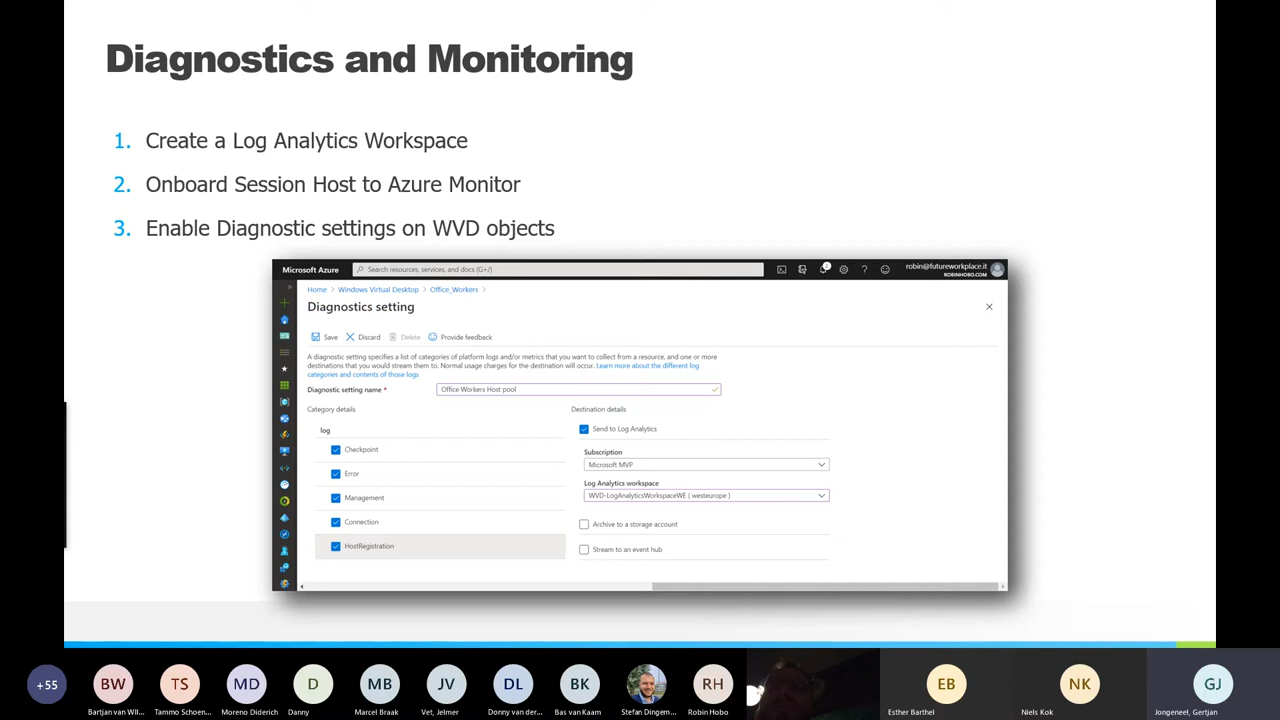 Diagnostics and Monitoring
1. Create a Log Analytics Workspace
2. Onboard Session Host to Azure Monitor
3. Enable Diagnostic settings on WVD objects
Microsoft Azure
Search resources, services, and docs (G+/)
1
robin@futureworkplace.it
ROBINHOBO.COM
Home > Windows Virtual Desktop > Office_Workers >
Diagnostics setting
Save Discard Delete Provide feedback
A diagnostic setting specifies a list of categories of platform logs and/or metrics that you want to collect from a resource, and one or more
destinations that you would stream them to. Normal usage charges for the destination will occur. Learn more about the different log
categories and contents of those logs
Diagnostic setting name * Office Workers Host pool
Category details
log
Checkpoint
Error
Management
Connection
HostRegistration
Destination details
Send to Log Analytics
Subscription
Microsoft MVP
Log Analytics workspace
WVD-LogAnalyticsWorkspaceWE ( westeurope )
Archive to a storage account
Stream to an event hub
+55 BW TS MD D MB JV DL BK RH EB NK GJ
Bartjan van Wil... Tammo Schoen... Moreno Diderich Danny Marcel Braak Vet, Jelmer Donny van der... Bas van Kaam Stefan Dingem... Robin Hobo Esther Barthel Niels Kok Jongeneel, Gertjan